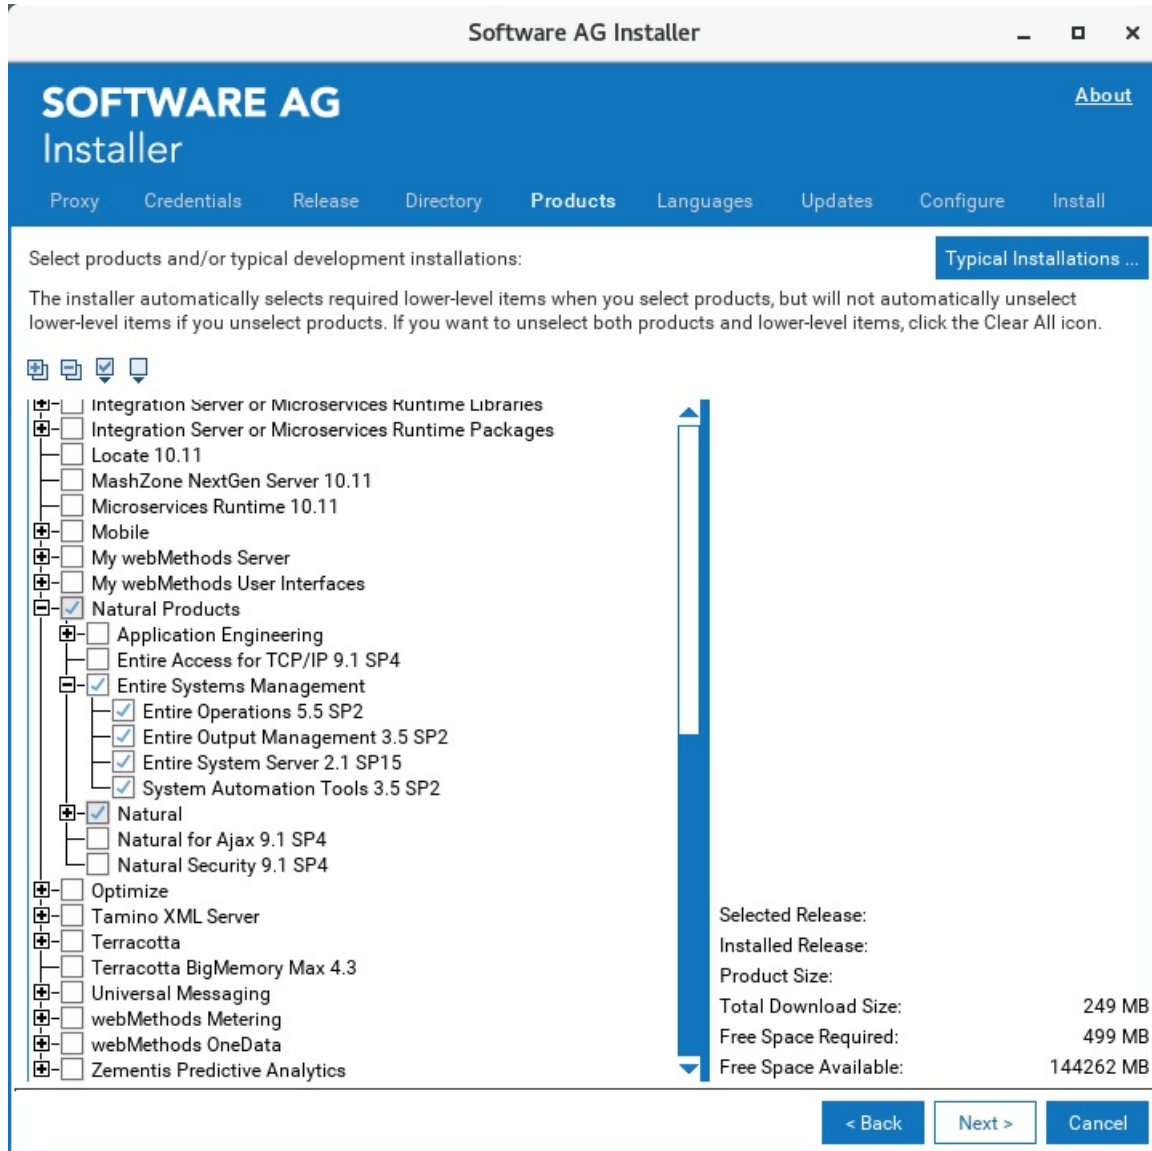 Software AG Installer
SOFTWARE AG
About
Installer
Proxy Credentials Release Directory Products Languages Updates Configure Install
Select products and/or typical development installations:
Typical Installations ...
The installer automatically selects required lower-level items when you select products, but will not automatically unselect
lower-level items if you unselect products. If you want to unselect both products and lower-level items, click the Clear All icon.
Integration Server or Microservices Runtime Libraries
Integration Server or Microservices Runtime Packages
Locate 10.11
MashZone NextGen Server 10.11
Microservices Runtime 10.11
Mobile
My webMethods Server
My webMethods User Interfaces
Natural Products
Application Engineering
Entire Access for TCP/IP 9.1 SP4
Entire Systems Management
Entire Operations 5.5 SP2
Entire Output Management 3.5 SP2
Entire System Server 2.1 SP15
System Automation Tools 3.5 SP2
Natural
Natural for Ajax 9.1 SP4
Natural Security 9.1 SP4
Optimize
Tamino XML Server
Terracotta
Terracotta BigMemory Max 4.3
Universal Messaging
webMethods Metering
webMethods OneData
Zementis Predictive Analytics
Selected Release:
Installed Release:
Product Size:
Total Download Size: 249 MB
Free Space Required: 499 MB
Free Space Available: 144262 MB
< Back Next > Cancel